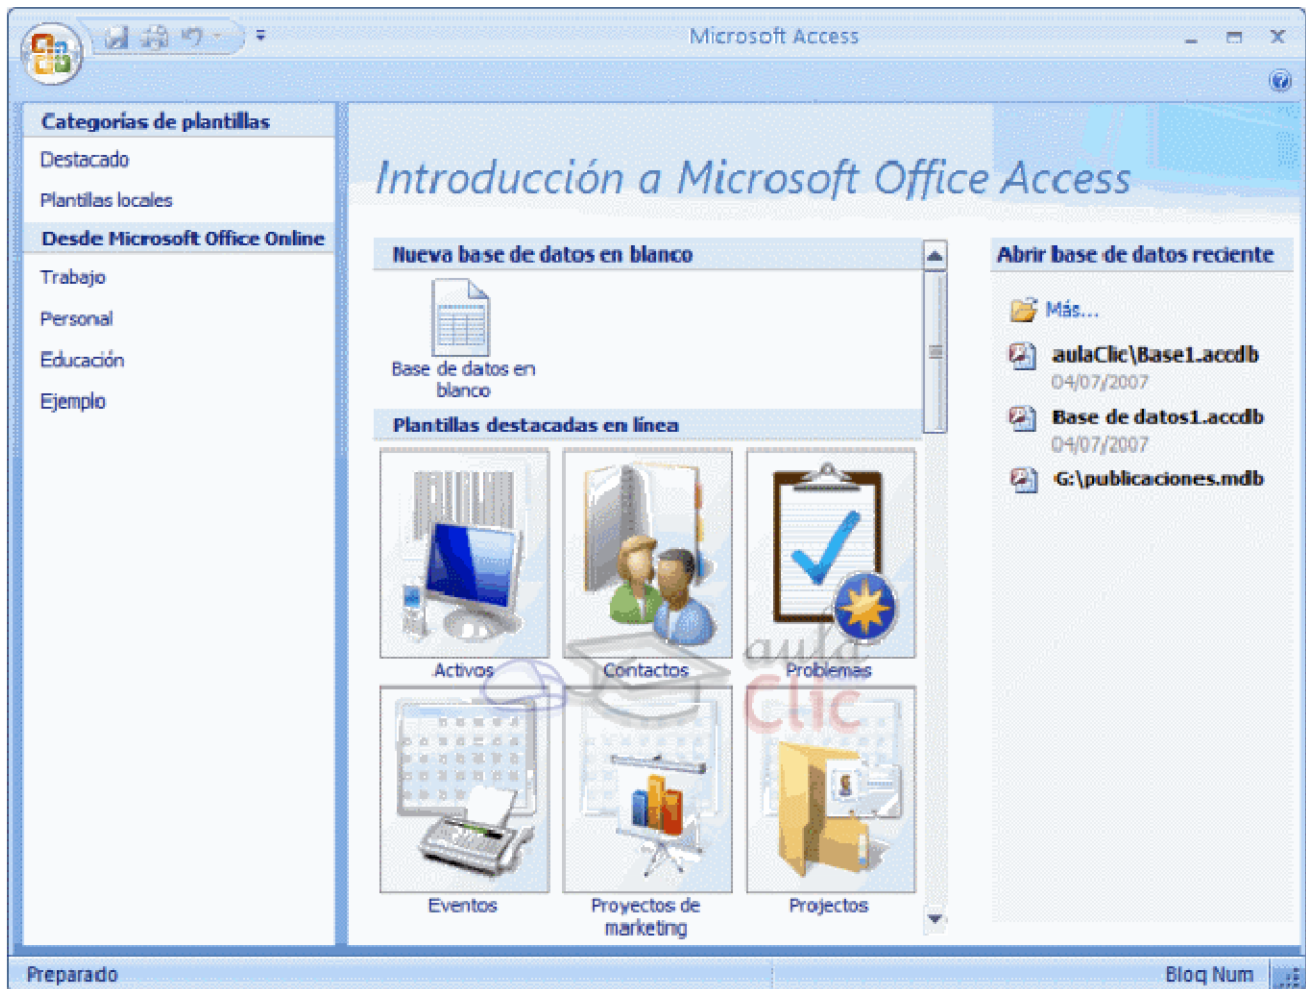 Microsoft Access
Categorías de plantillas
Destacado
Plantillas locales
Desde Microsoft Office Online
Trabajo
Personal
Educación
Ejemplo
Introducción a Microsoft Office Access
Nueva base de datos en blanco
Base de datos en
blanco
Plantillas destacadas en línea
Activos
Contactos
Problemas
aula
Clic
Eventos
Proyectos de
marketing
Projectos
Abrir base de datos reciente
Más...
aulaClic\Base1.accdb
04/07/2007
Base de datos1.accdb
04/07/2007
G:\publicaciones.mdb
Preparado
Bloq Num